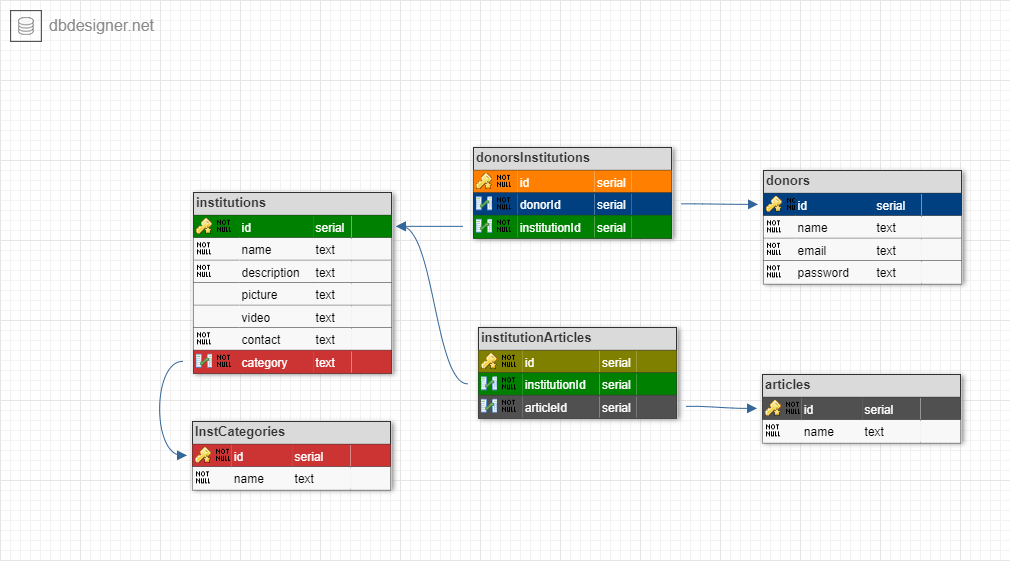 dbdesigner.net
donorsInstitutions
NOT NULL id serial
NOT NULL donorId serial
NOT NULL institutionId serial
donors
id serial
NOT NULL name text
NOT NULL email text
NOT NULL password text
institutions
NOT NULL id serial
NOT NULL name text
NOT NULL description text
picture text
video text
NOT NULL contact text
NOT NULL category text
institutionArticles
NOT NULL id serial
NOT NULL institutionId serial
NOT NULL articleId serial
articles
NOT NULL id serial
NOT NULL name text
InstCategories
NOT NULL id serial
NOT NULL name text